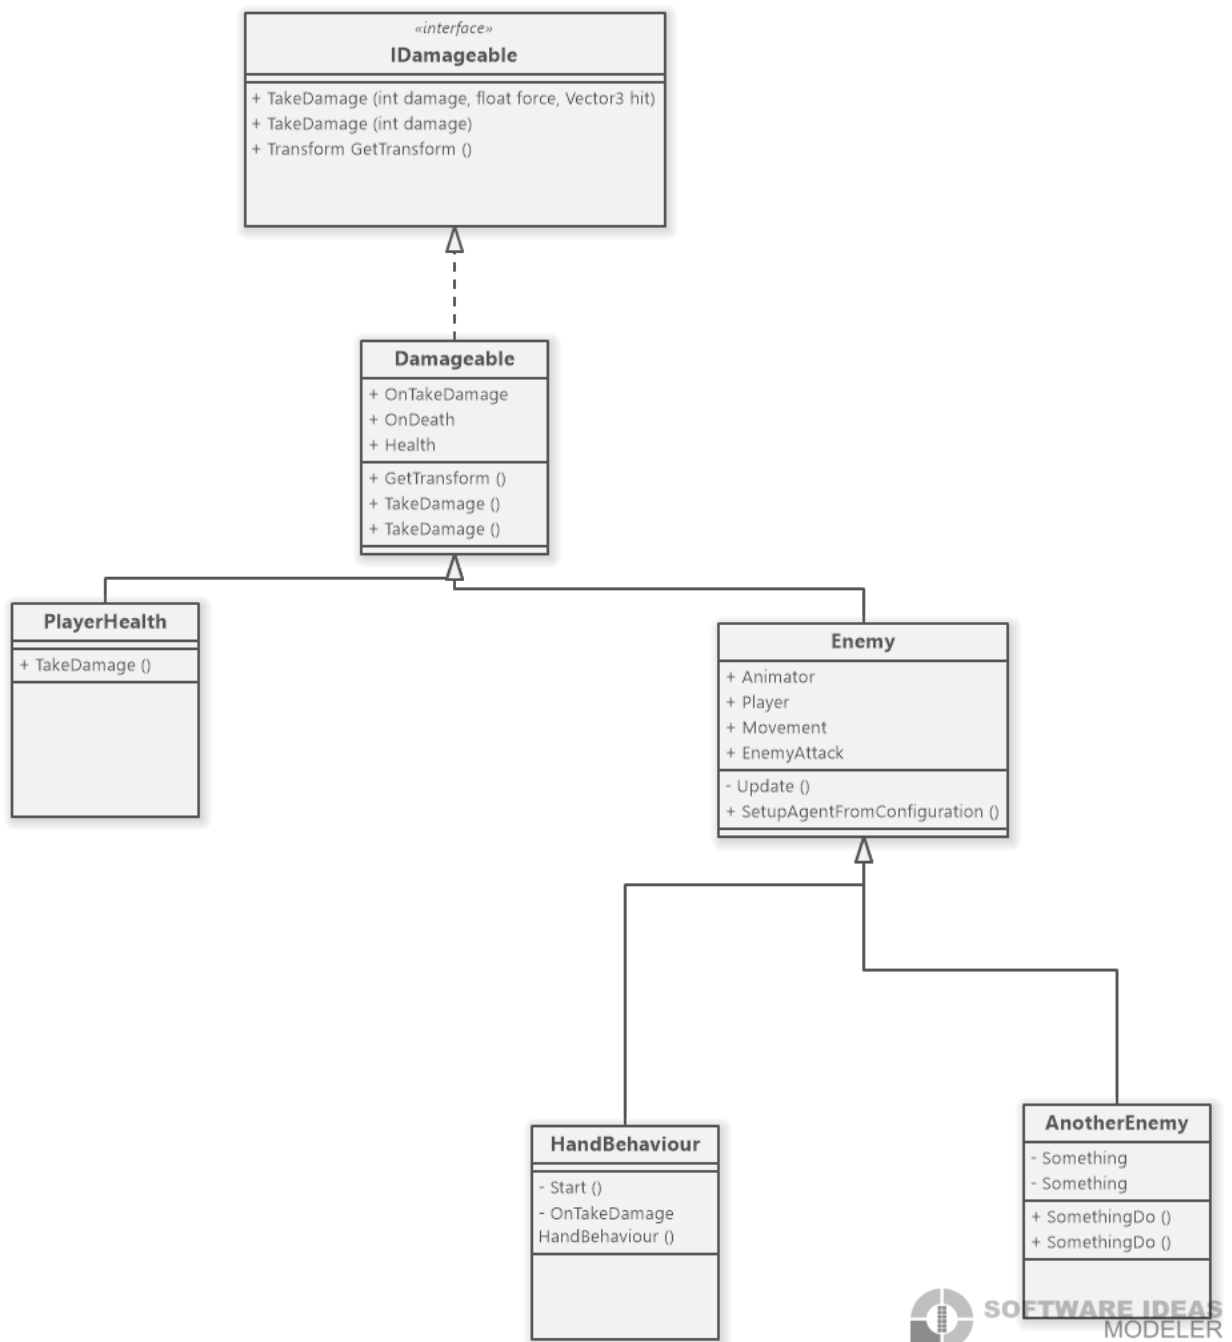 «interface»
IDamageable
+ TakeDamage (int damage, float force, Vector3 hit)
+ TakeDamage (int damage)
+ Transform GetTransform ()
Damageable
+ OnTakeDamage
+ OnDeath
+ Health
+ GetTransform ()
+ TakeDamage ()
+ TakeDamage ()
PlayerHealth
+ TakeDamage ()
Enemy
+ Animator
+ Player
+ Movement
+ EnemyAttack
- Update ()
+ SetupAgentFromConfiguration ()
HandBehaviour
- Start ()
- OnTakeDamage
HandBehaviour ()
AnotherEnemy
- Something
- Something
+ SomethingDo ()
+ SomethingDo ()
SOFTWARE IDEAS
MODELER